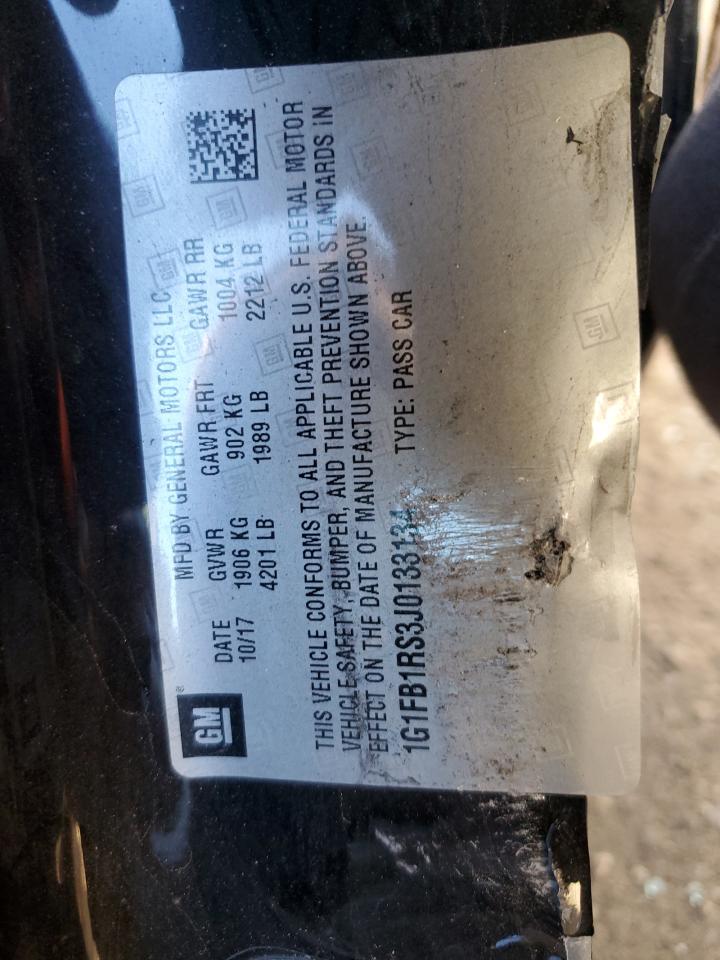 GM®
MFD BY GENERAL MOTORS LLC
DATE GVWR GAWR FRT GAWR RR
10/17 1906 KG 902 KG 1004 KG
4201 LB 1989 LB 2212 LB
THIS VEHICLE CONFORMS TO ALL APPLICABLE U.S. FEDERAL MOTOR
VEHICLE SAFETY, BUMPER, AND THEFT PREVENTION STANDARDS IN
EFFECT ON THE DATE OF MANUFACTURE SHOWN ABOVE.
1G1FB1RS3J0133134 TYPE: PASS CAR